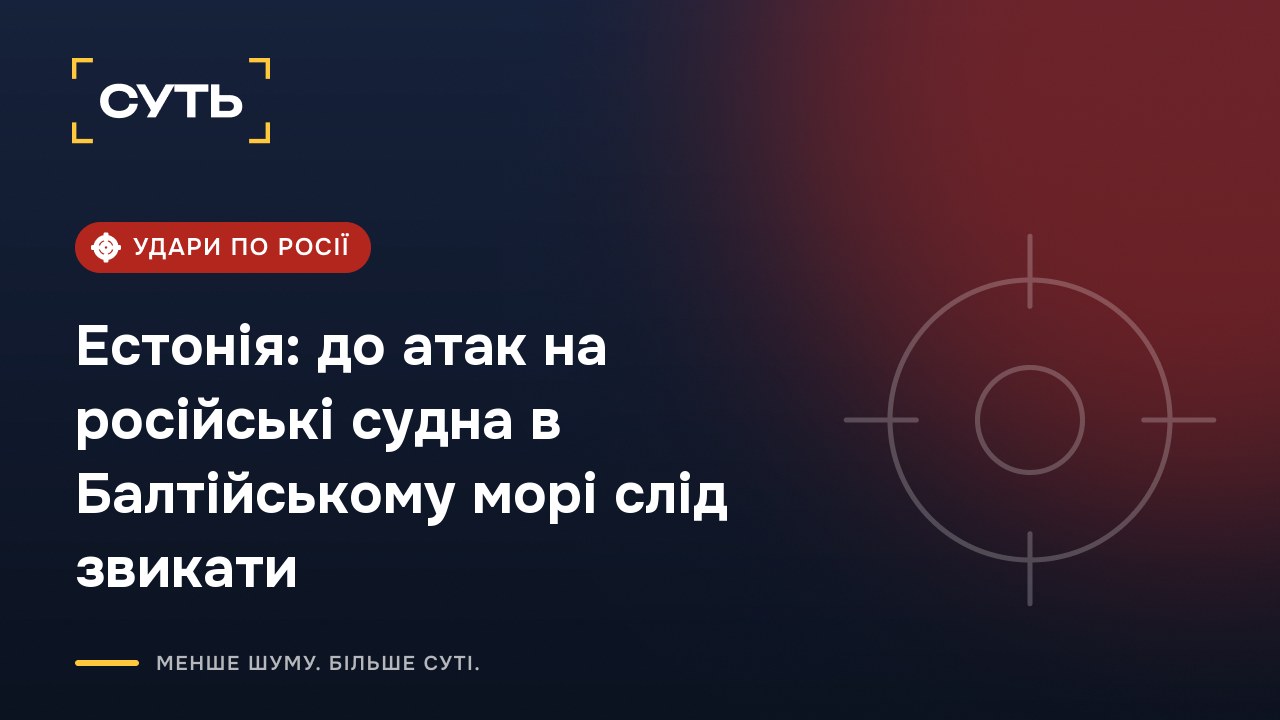 СУТЬ
УДАРИ ПО РОСІЇ
Естонія: до атак на
російські судна в
Балтійському морі слід
звикати
МЕНШЕ ШУМУ. БІЛЬШЕ СУТІ.